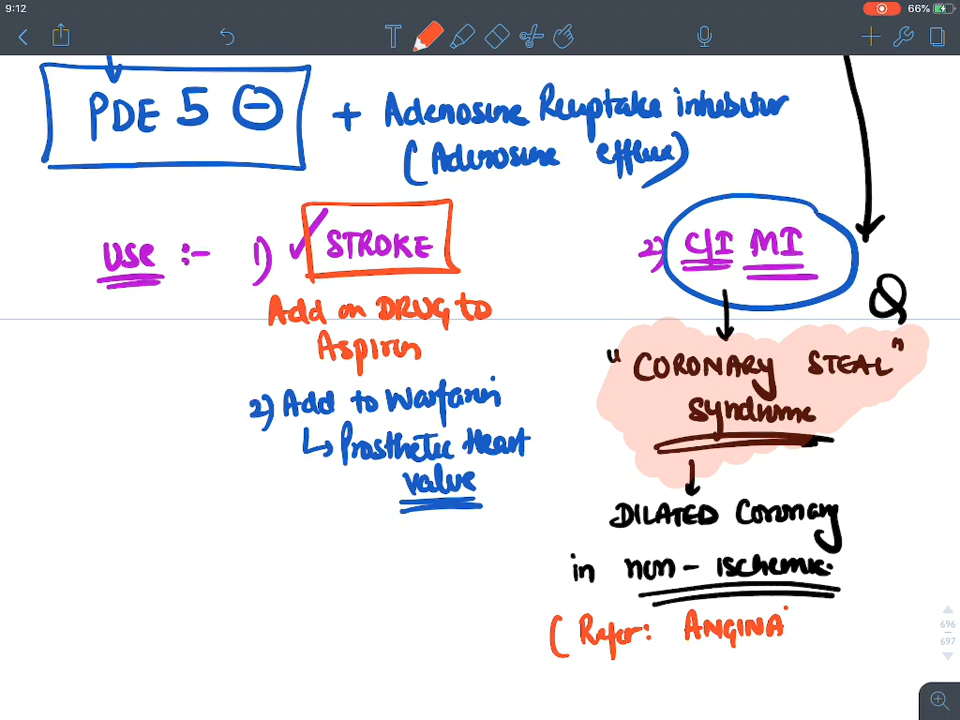 9:12
66%
T
PDE 5 ⊖ + Adenosine Reuptake inhibitor
(Adenosine efflux)
Use :- 1) ✓ STROKE
Add on DRUG to
Aspirin
2) Add to Warfarin
↳ Prosthetic Heart
valve
2) C/I MI
"CORONARY STEAL"
Syndrome
DILATED Coronary
in non-ischemic.
(Refer: ANGINA
696
697